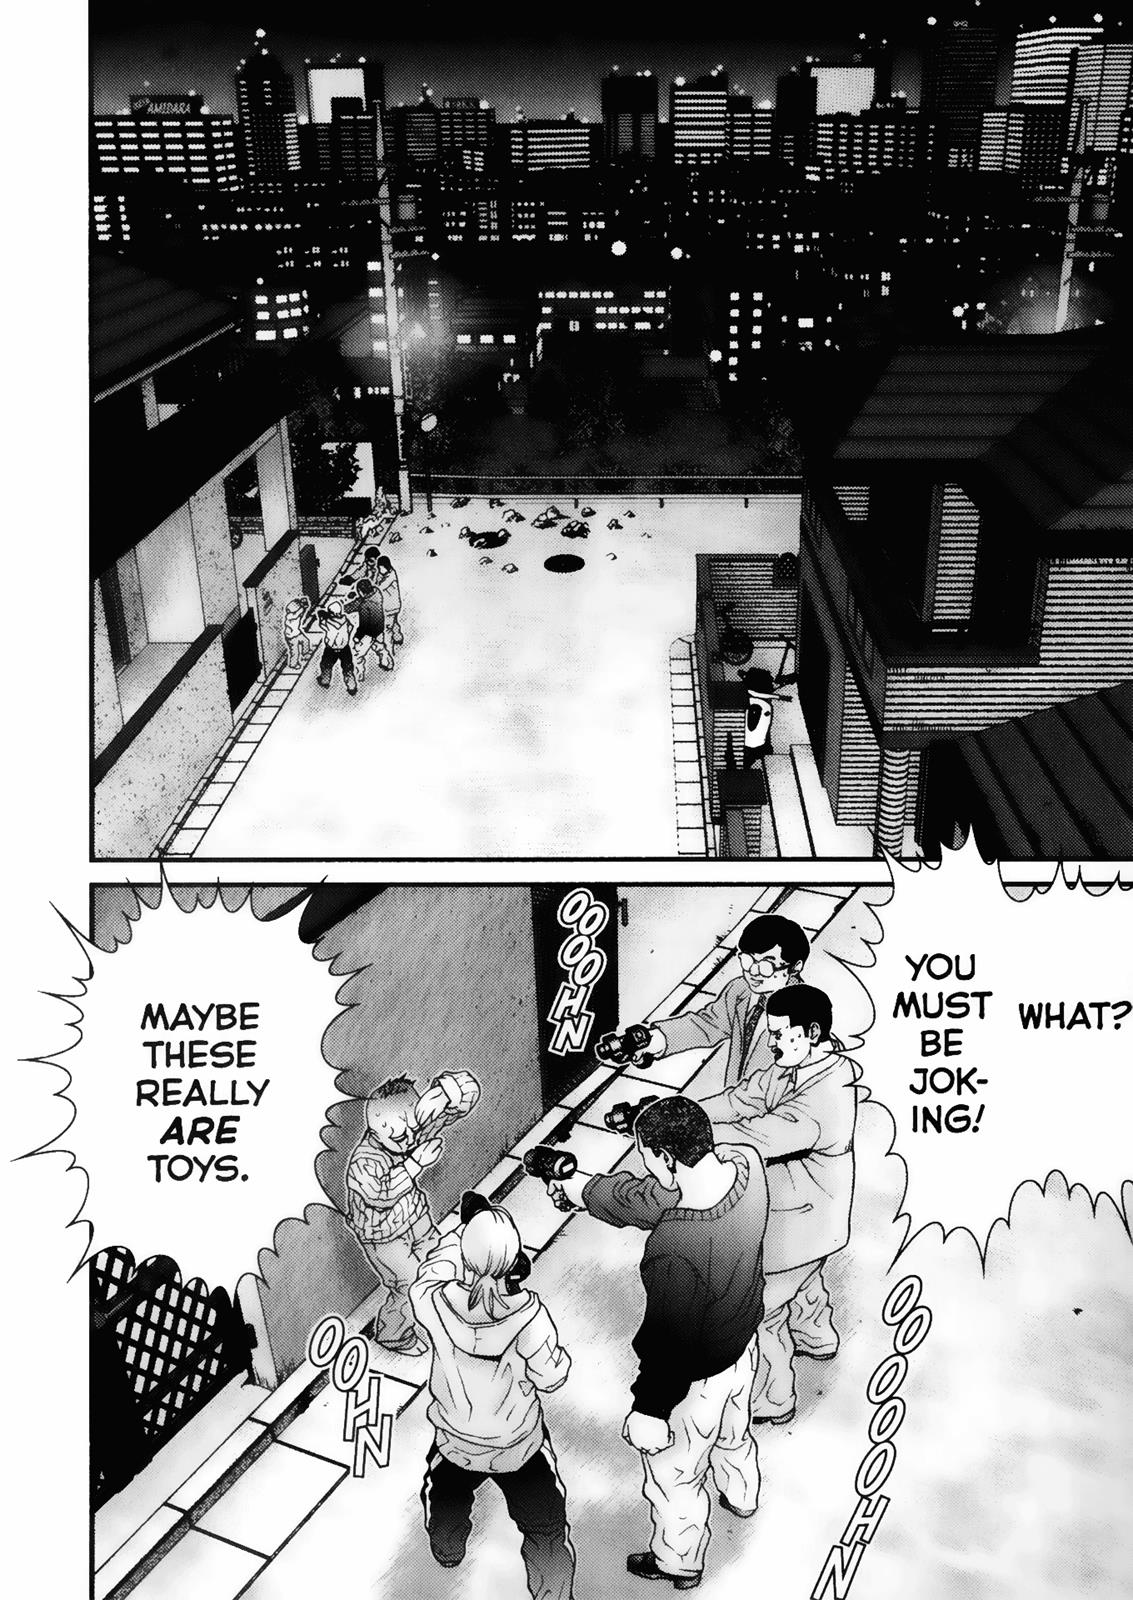 AMIDARA
WHAT?
YOU
MUST
BE
JOK-
ING!
OOOOHN
MAYBE
THESE
REALLY
ARE
TOYS.
OOHN
OOOOOOHN